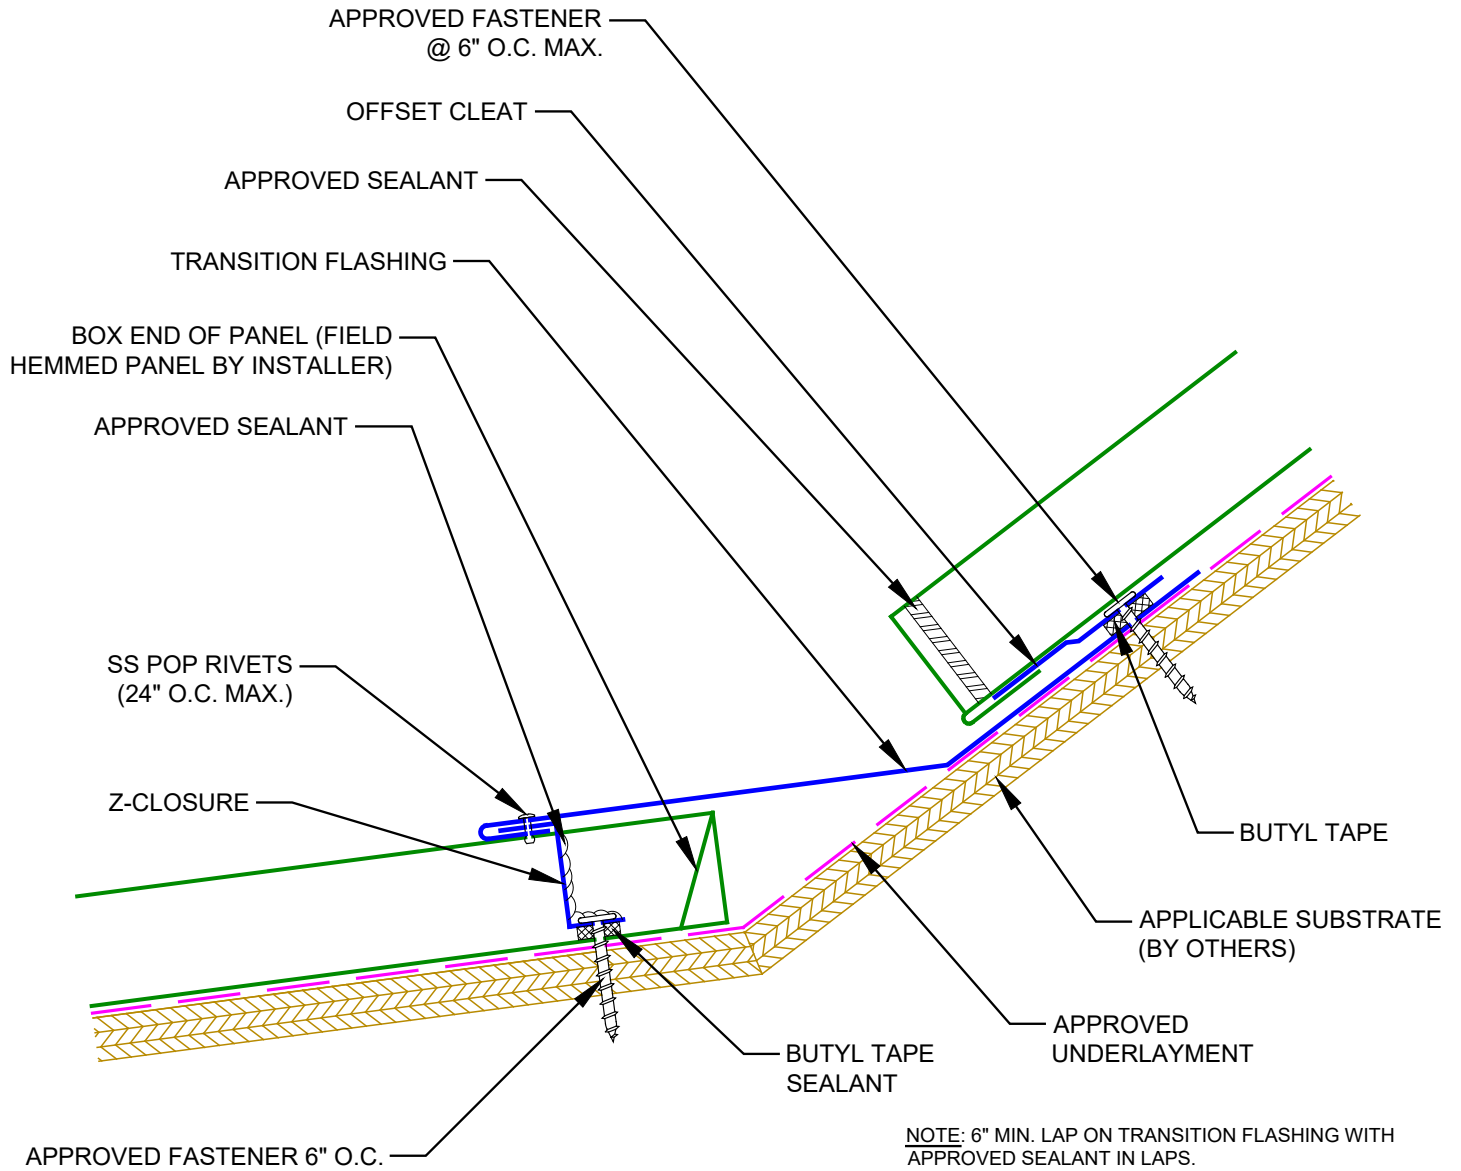 APPROVED FASTENER
@ 6" O.C. MAX.
OFFSET CLEAT
APPROVED SEALANT
TRANSITION FLASHING
BOX END OF PANEL (FIELD
HEMMED PANEL BY INSTALLER)
APPROVED SEALANT
SS POP RIVETS
(24" O.C. MAX.)
Z-CLOSURE
BUTYL TAPE
APPLICABLE SUBSTRATE
(BY OTHERS)
APPROVED
UNDERLAYMENT
BUTYL TAPE
SEALANT
APPROVED FASTENER 6" O.C.
NOTE: 6" MIN. LAP ON TRANSITION FLASHING WITH
APPROVED SEALANT IN LAPS.